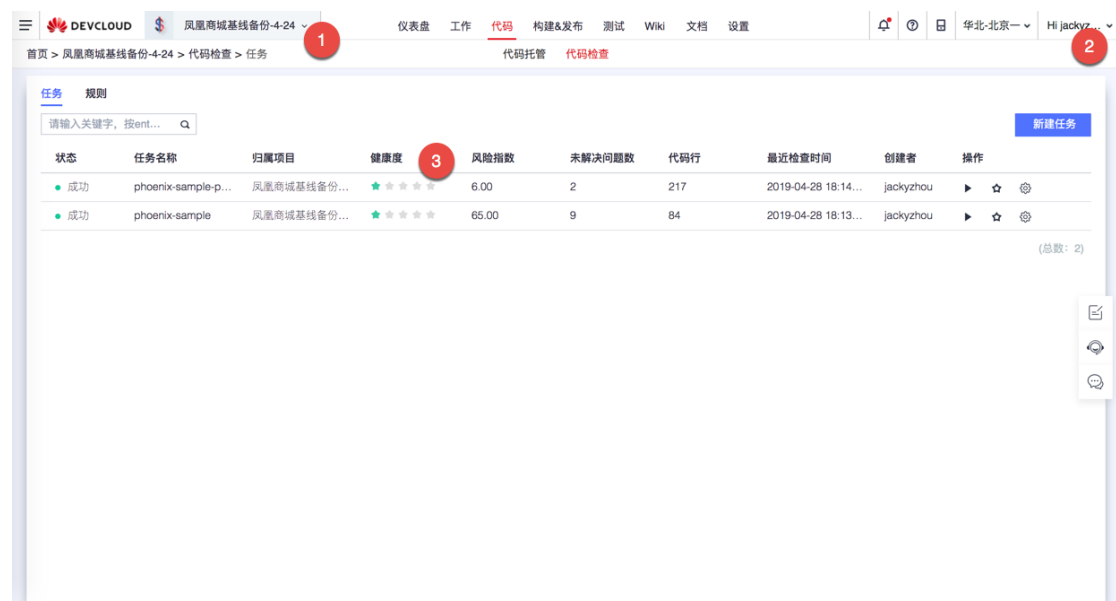 DEVCLOUD 凤凰商城基线备份-4-24 仪表盘 工作 代码 构建&发布 测试 Wiki 文档 设置 华北-北京一 Hi jackyz...
1
2
首页 > 凤凰商城基线备份-4-24 > 代码检查 > 任务 代码托管 代码检查
任务 规则
请输入关键字，按ent... 新建任务
状态 任务名称 归属项目 健康度 3 风险指数 未解决问题数 代码行 最近检查时间 创建者 操作
成功 phoenix-sample-p... 凤凰商城基线备份... 6.00 2 217 2019-04-28 18:14... jackyzhou
成功 phoenix-sample 凤凰商城基线备份... 65.00 9 84 2019-04-28 18:13... jackyzhou
(总数：2)